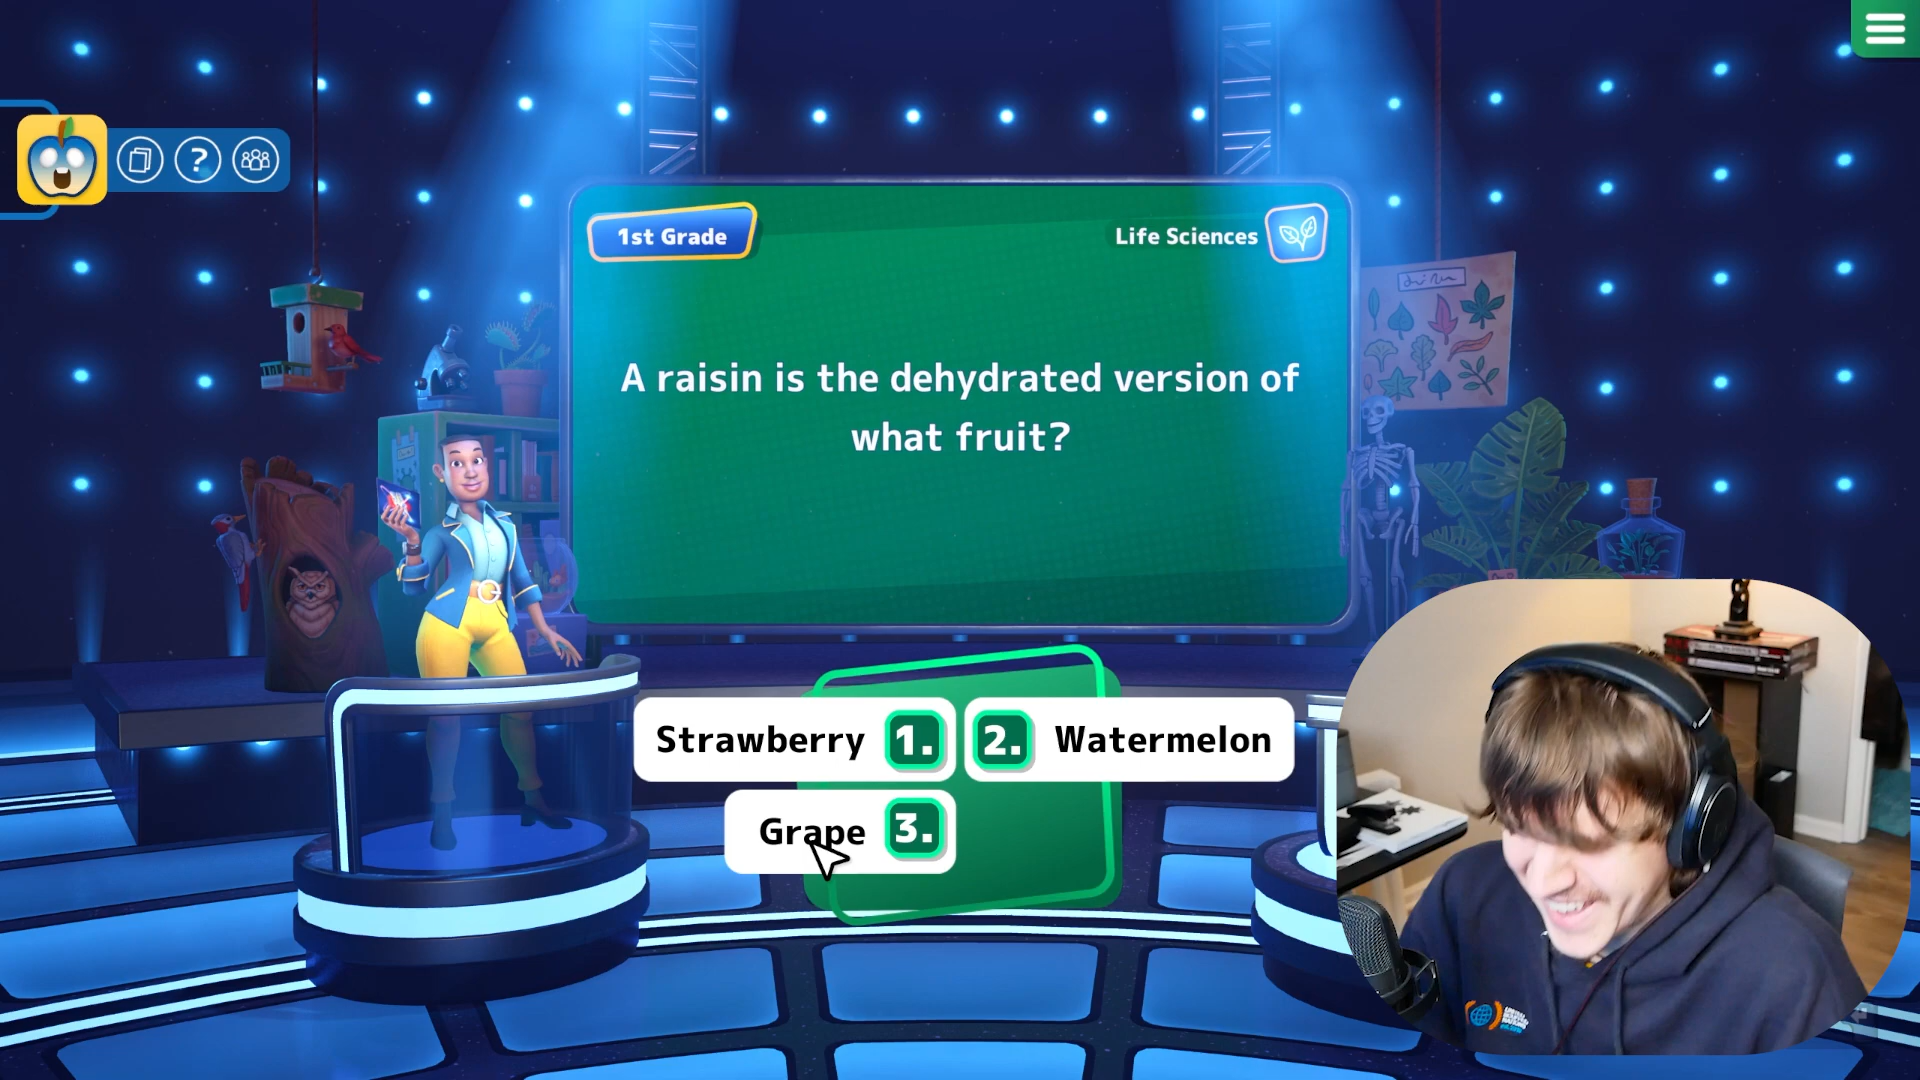 1st Grade
Life Sciences
A raisin is the dehydrated version of
what fruit?
Strawberry 1.
2. Watermelon
Grape 3.
?